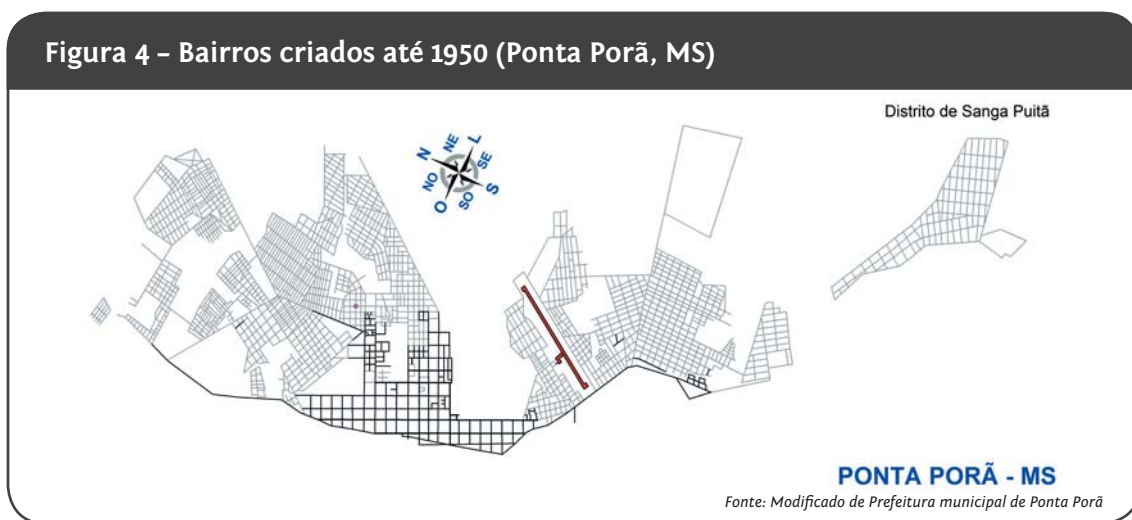 Figura 4 – Bairros criados até 1950 (Ponta Porã, MS)
Distrito de Sanga Puitã
N
NE
L
SE
S
SO
O
NO
PONTA PORÃ - MS
Fonte: Modificado de Prefeitura municipal de Ponta Porã